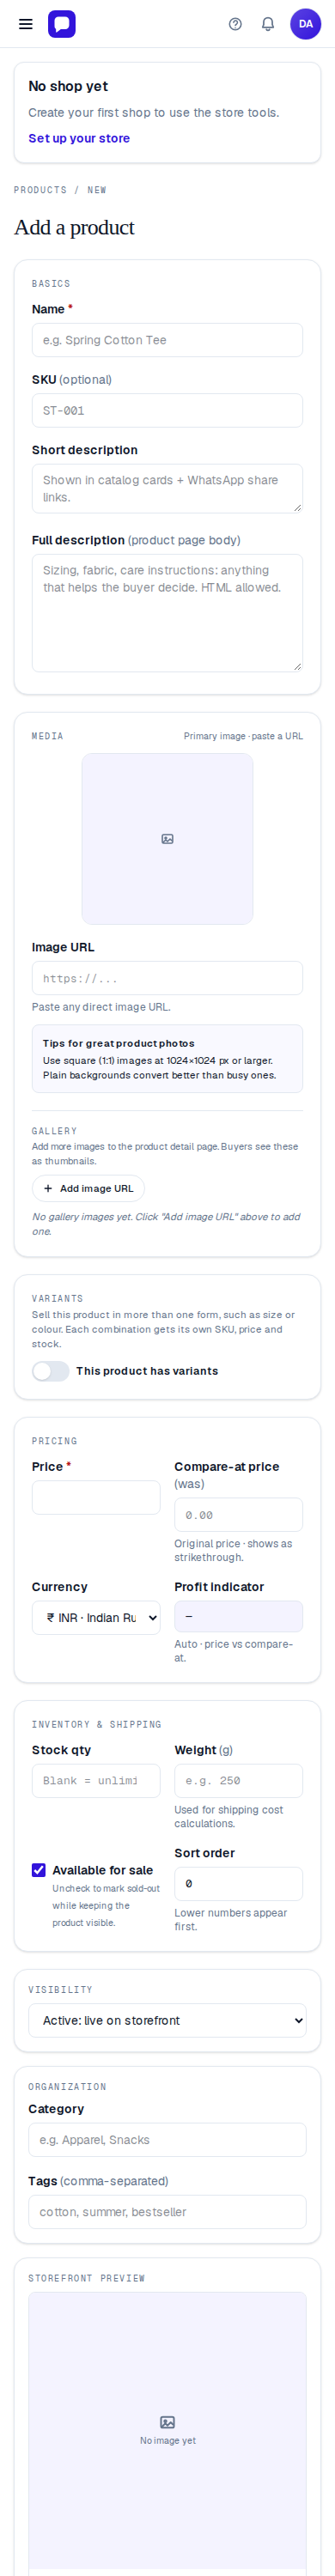 DA
No shop yet
Create your first shop to use the store tools.
Set up your store
PRODUCTS / NEW
Add a product
BASICS
Name *
e.g. Spring Cotton Tee
SKU (optional)
ST-001
Short description
Shown in catalog cards + WhatsApp share
links.
Full description (product page body)
Sizing, fabric, care instructions: anything
that helps the buyer decide. HTML allowed.
MEDIA
Primary image · paste a URL
Image URL
https://...
Paste any direct image URL.
Tips for great product photos
Use square (1:1) images at 1024×1024 px or larger.
Plain backgrounds convert better than busy ones.
GALLERY
Add more images to the product detail page. Buyers see these
as thumbnails.
+ Add image URL
No gallery images yet. Click "Add image URL" above to add
one.
VARIANTS
Sell this product in more than one form, such as size or
colour. Each combination gets its own SKU, price and
stock.
This product has variants
PRICING
Price *
Compare-at price
(was)
0.00
Original price · shows as
strikethrough.
Currency
Profit indicator
₹ INR · Indian Ru
—
Auto · price vs compare-
at.
INVENTORY & SHIPPING
Stock qty
Weight (g)
Blank = unlimi
e.g. 250
Used for shipping cost
calculations.
Available for sale
Uncheck to mark sold-out
while keeping the
product visible.
Sort order
0
Lower numbers appear
first.
VISIBILITY
Active: live on storefront
ORGANIZATION
Category
e.g. Apparel, Snacks
Tags (comma-separated)
cotton, summer, bestseller
STOREFRONT PREVIEW
No image yet